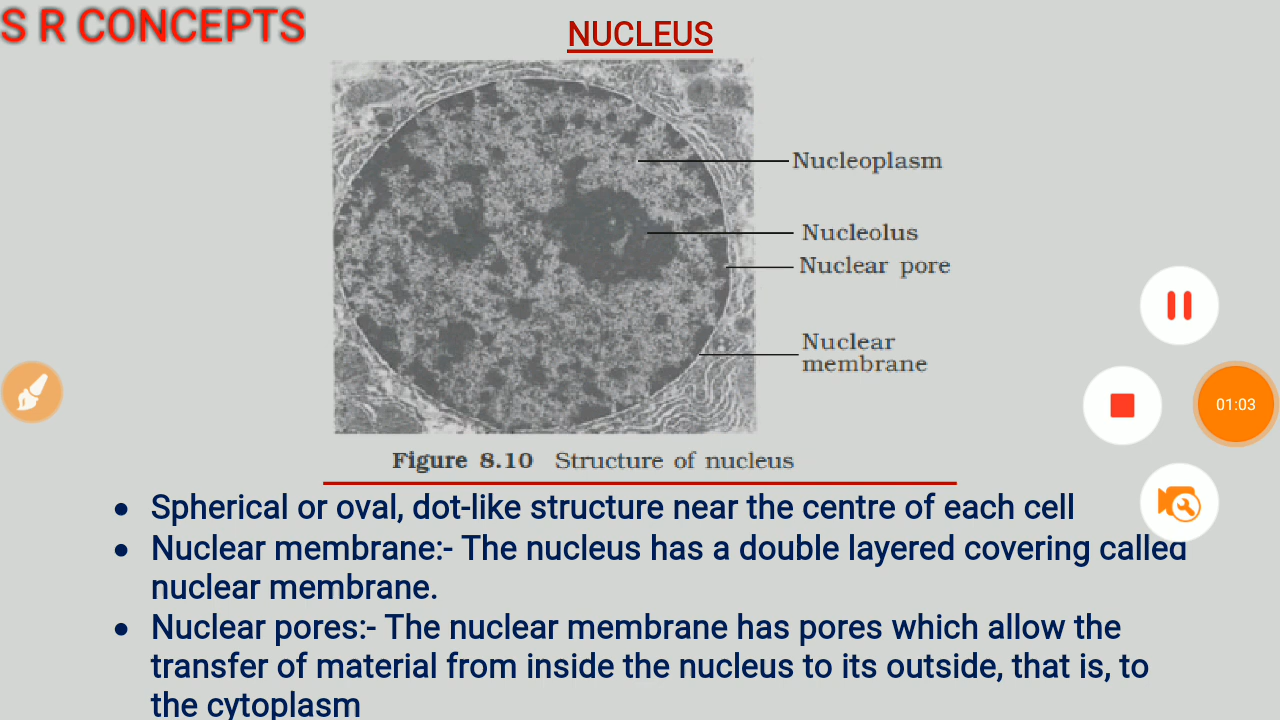 S R CONCEPTS
NUCLEUS
Nucleoplasm
Nucleolus
Nuclear pore
Nuclear
membrane
Figure 8.10 Structure of nucleus
01:03
• Spherical or oval, dot-like structure near the centre of each cell
• Nuclear membrane:- The nucleus has a double layered covering called
nuclear membrane.
• Nuclear pores:- The nuclear membrane has pores which allow the
transfer of material from inside the nucleus to its outside, that is, to
the cytoplasm